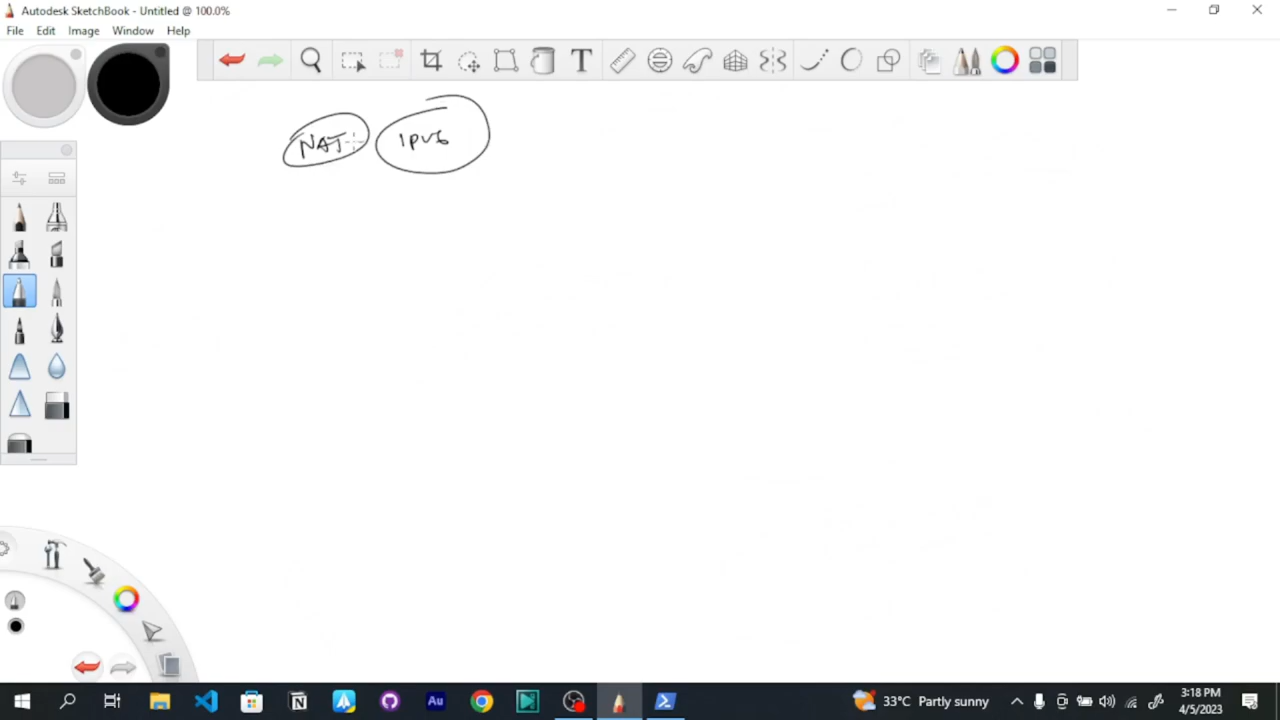 Autodesk SketchBook - Untitled @ 100.0%
File Edit Image Window Help
NAT IPv6
33°C Partly sunny
3:18 PM
4/5/2023